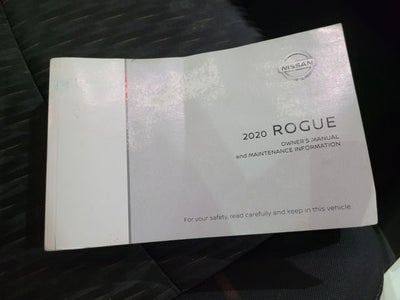 NISSAN
2020 ROGUE
OWNER'S MANUAL
and MAINTENANCE INFORMATION
For your safety, read carefully and keep in this vehicle.